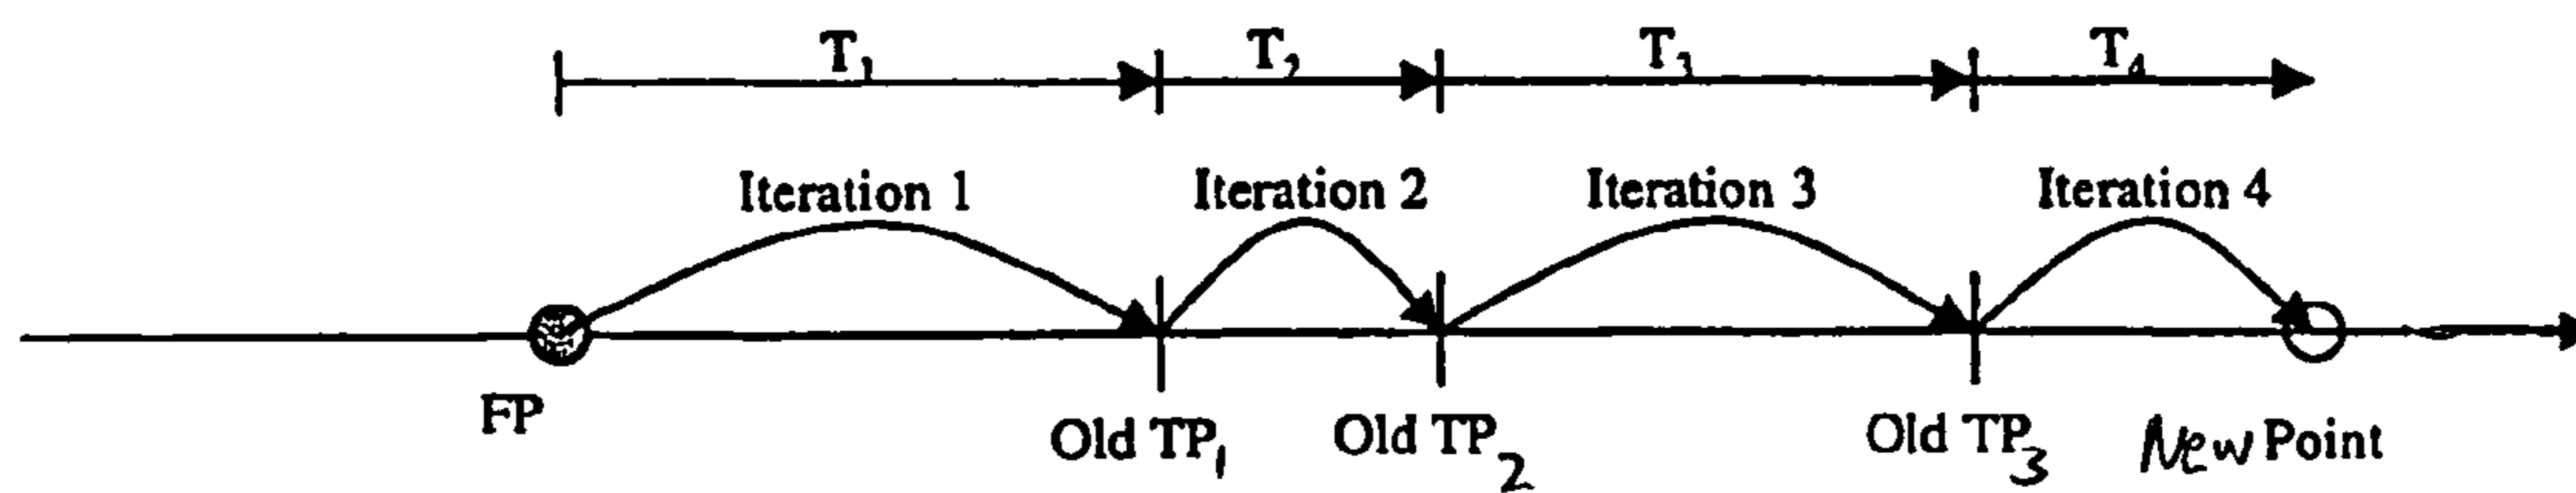 T₁ T₂ T₃ T₄
Iteration 1 Iteration 2 Iteration 3 Iteration 4
FP Old TP₁ Old TP₂ Old TP₃ New Point